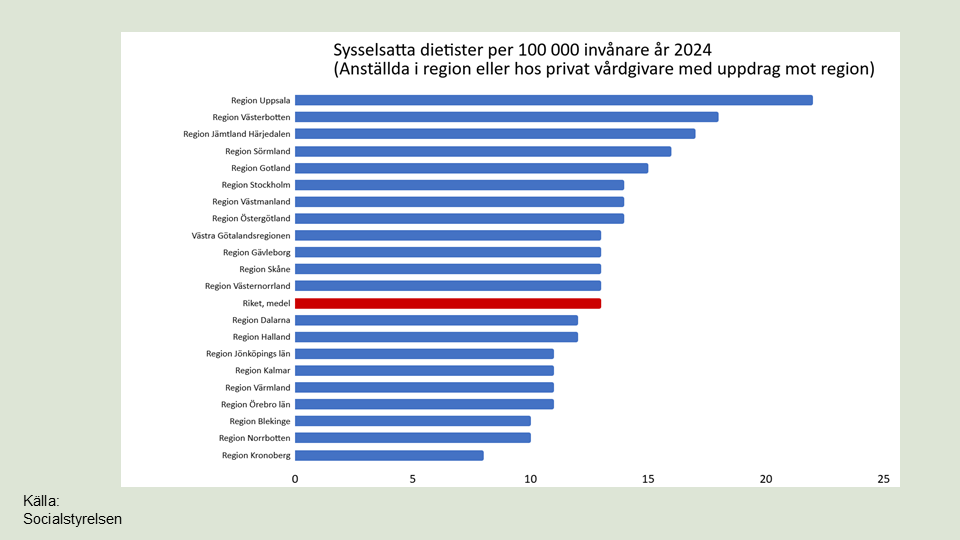 Sysselsatta dietister per 100 000 invånare år 2024
(Anställda i region eller hos privat vårdgivare med uppdrag mot region)
Region Uppsala
Region Västerbotten
Region Jämtland Härjedalen
Region Sörmland
Region Gotland
Region Stockholm
Region Västmanland
Region Östergötland
Västra Götalandsregionen
Region Gävleborg
Region Skåne
Region Västernorrland
Riket, medel
Region Dalarna
Region Halland
Region Jönköpings län
Region Kalmar
Region Värmland
Region Örebro län
Region Blekinge
Region Norrbotten
Region Kronoberg
0 5 10 15 20 25
Källa:
Socialstyrelsen